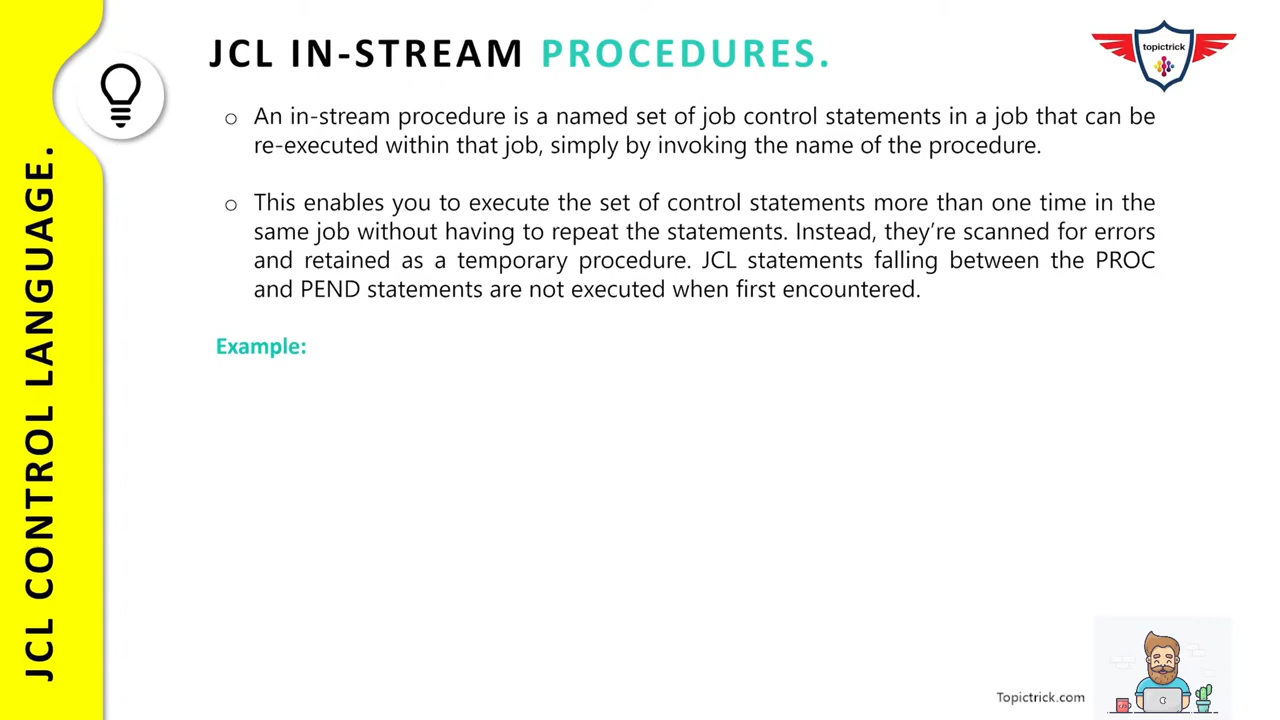 JCL IN-STREAM PROCEDURES.
topictrick
JCL CONTROL LANGUAGE.
o An in-stream procedure is a named set of job control statements in a job that can be
re-executed within that job, simply by invoking the name of the procedure.
o This enables you to execute the set of control statements more than one time in the
same job without having to repeat the statements. Instead, they’re scanned for errors
and retained as a temporary procedure. JCL statements falling between the PROC
and PEND statements are not executed when first encountered.
Example:
Topictrick.com